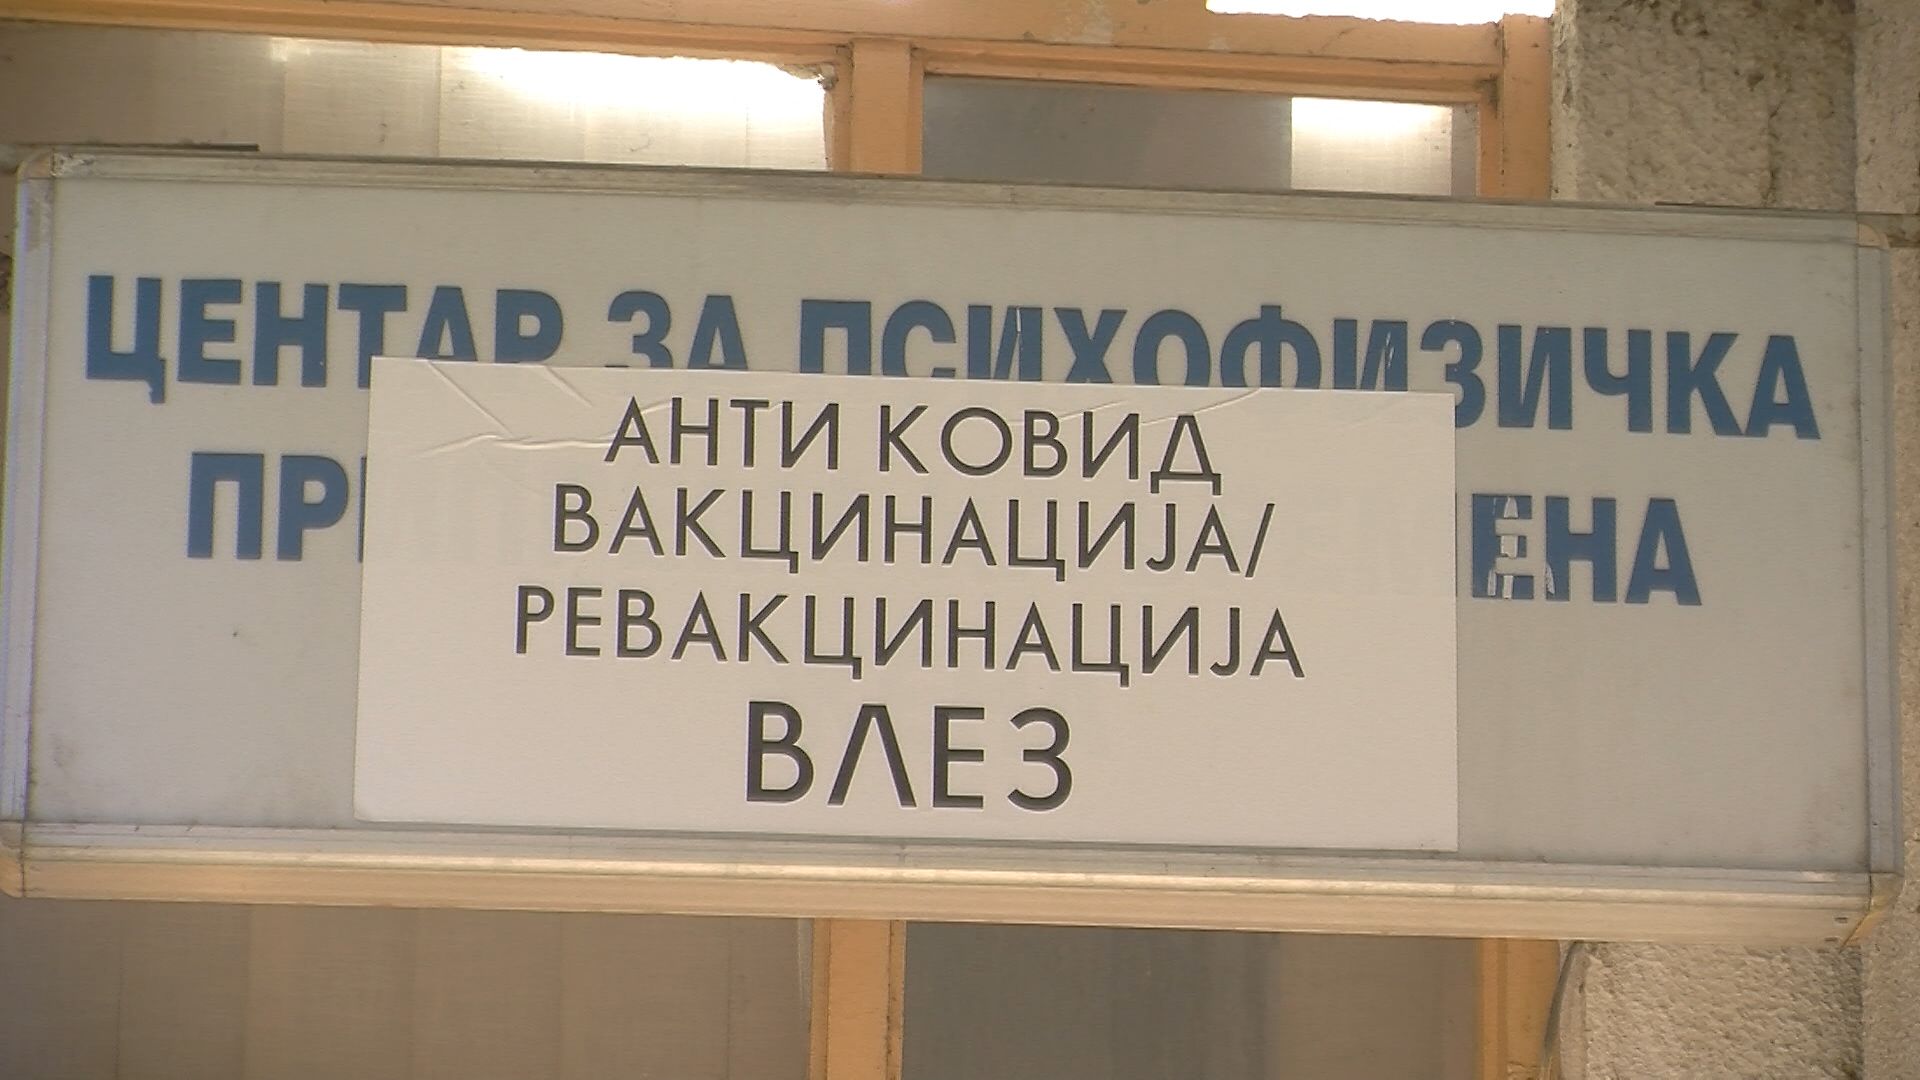 ЦЕНТАР ЗА ПСИХОФИЗИЧКА
АНТИ КОВИД
ВАКЦИНАЦИЈА/
РЕВАКЦИНАЦИЈА
ВЛЕЗ